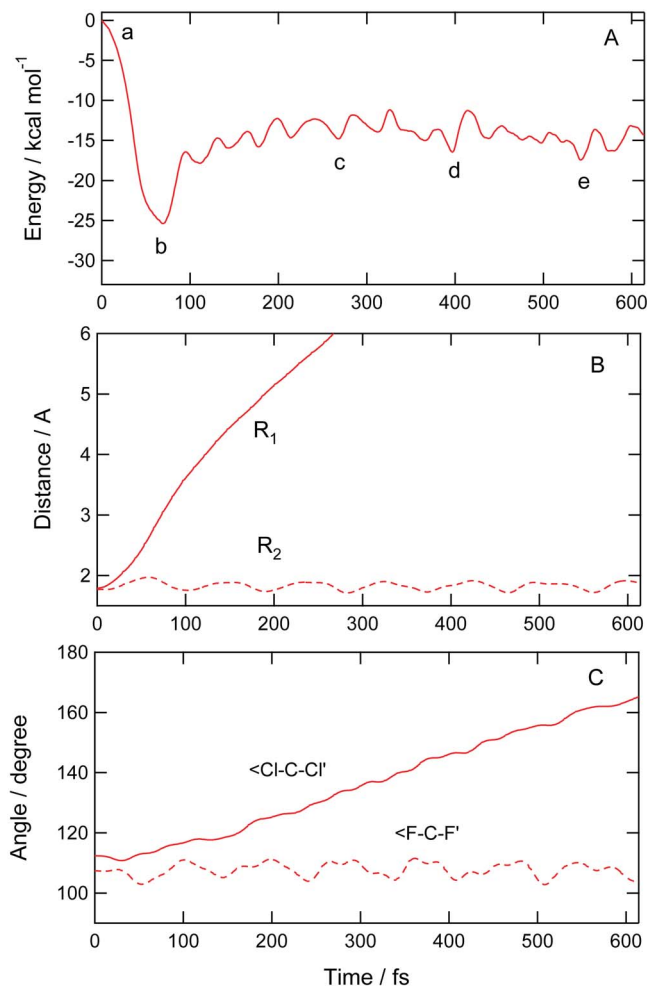 0
-5
-10
-15
-20
-25
-30
Energy / kcal mol⁻¹
a
b
c
d
e
A
0 100 200 300 400 500 600
6
5
4
3
2
Distance / A
B
R₁
R₂
0 100 200 300 400 500 600
180
160
140
120
100
Angle / degree
C
<Cl-C-Cl'
<F-C-F'
0 100 200 300 400 500 600
Time / fs